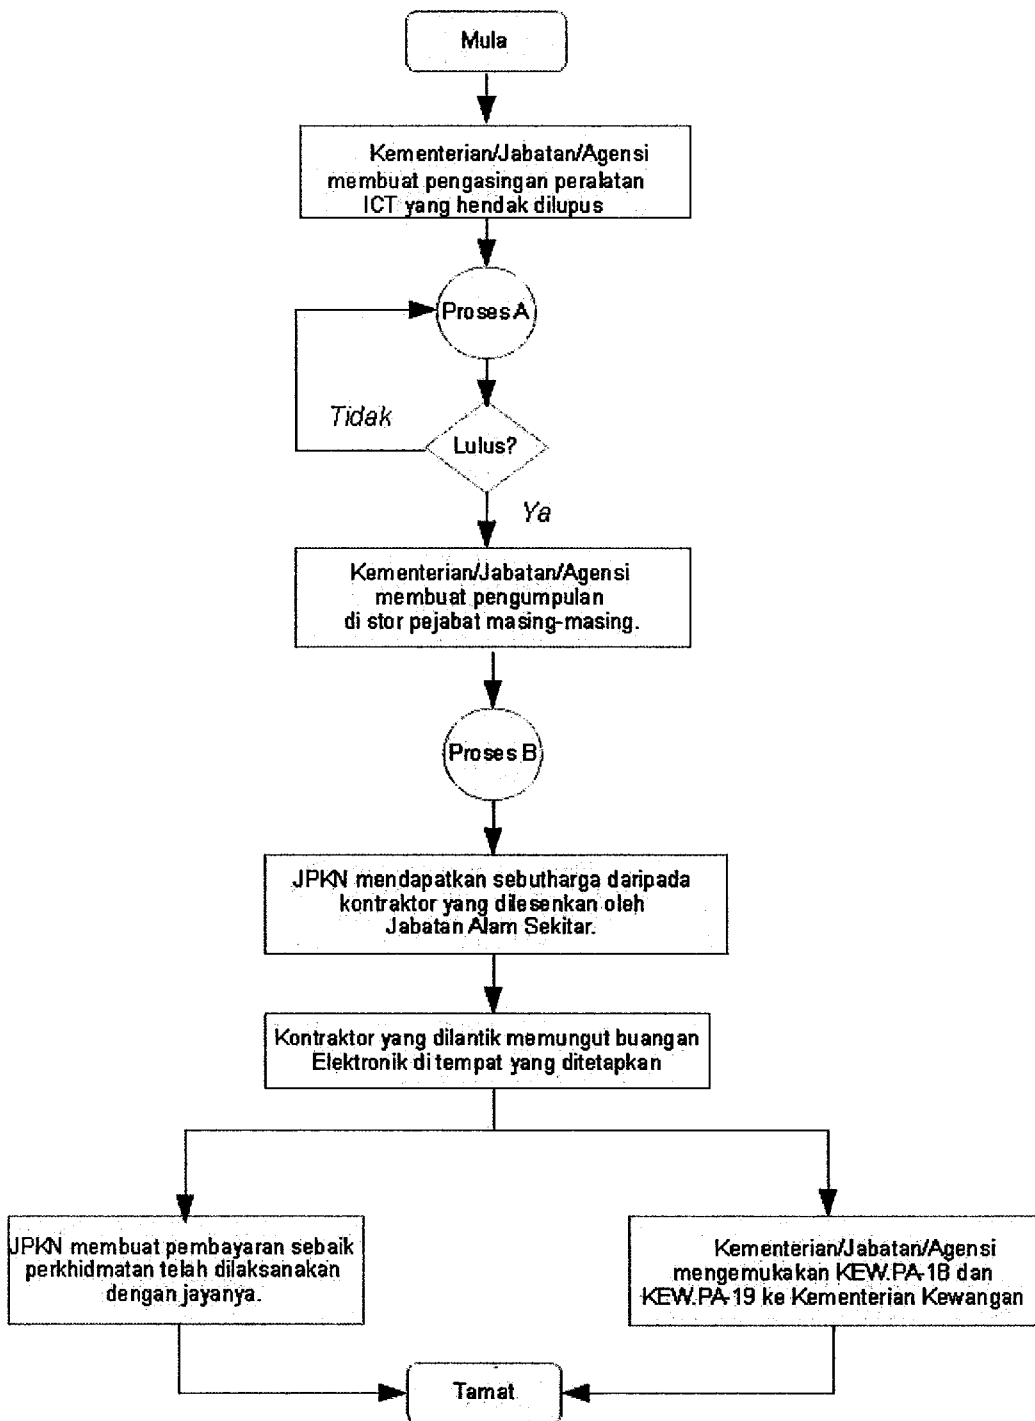 Mula
Kementerian/Jabatan/Agensi
membuat pengasingan peralatan
ICT yang hendak dilupus
Proses A
Tidak
Lulus?
Ya
Kementerian/Jabatan/Agensi
membuat pengumpulan
di stor pejabat masing-masing.
Proses B
JPKN mendapatkan sebutharga daripada
kontraktor yang dilesenkan oleh
Jabatan Alam Sekitar.
Kontraktor yang dilantik memungut buangan
Elektronik di tempat yang ditetapkan
JPKN membuat pembayaran sebaik
perkhidmatan telah dilaksanakan
dengan jayanya.
Kementerian/Jabatan/Agensi
mengemukakan KEW.PA-18 dan
KEW.PA-19 ke Kementerian Kewangan
Tamat